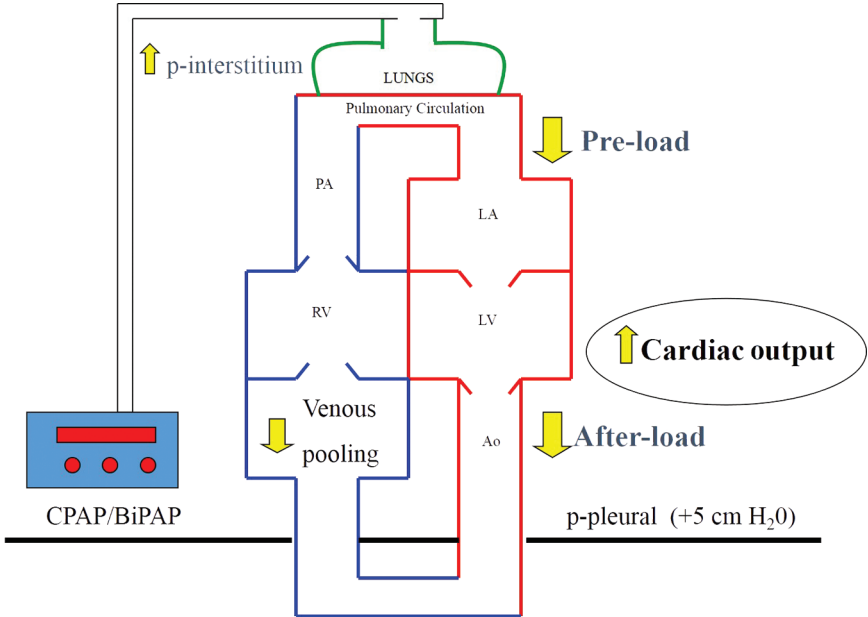 p-interstitium
LUNGS
Pulmonary Circulation
Pre-load
PA
LA
RV
LV
Cardiac output
Venous
pooling
Ao
After-load
CPAP/BiPAP
p-pleural (+5 cm H₂0)